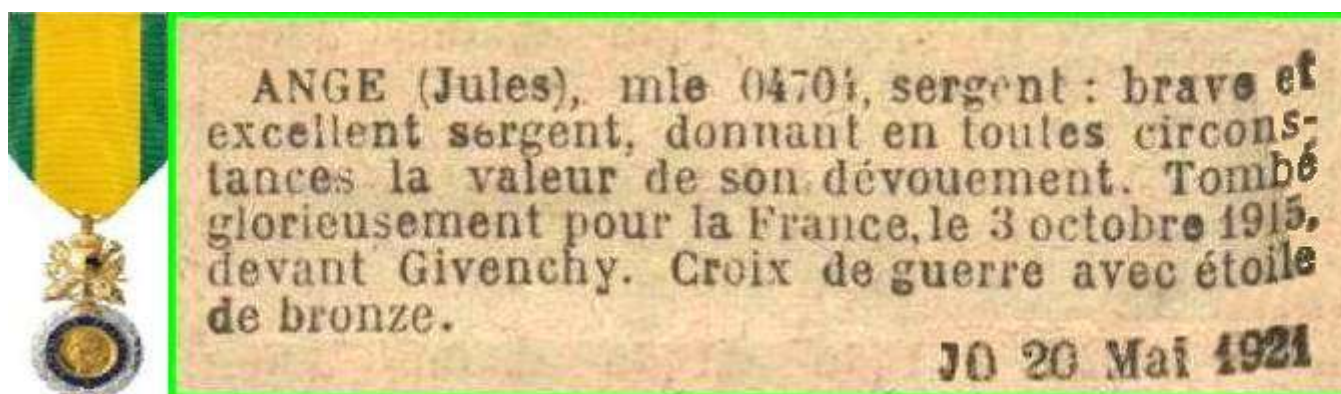 ANGE (Jules), mle 04704, sergent : brave et
excellent sergent, donnant en toutes circons-
tances la valeur de son dévouement. Tombé
glorieusement pour la France, le 3 octobre 1915,
devant Givenchy. Croix de guerre avec étoile
de bronze.
JO 20 Mai 1921